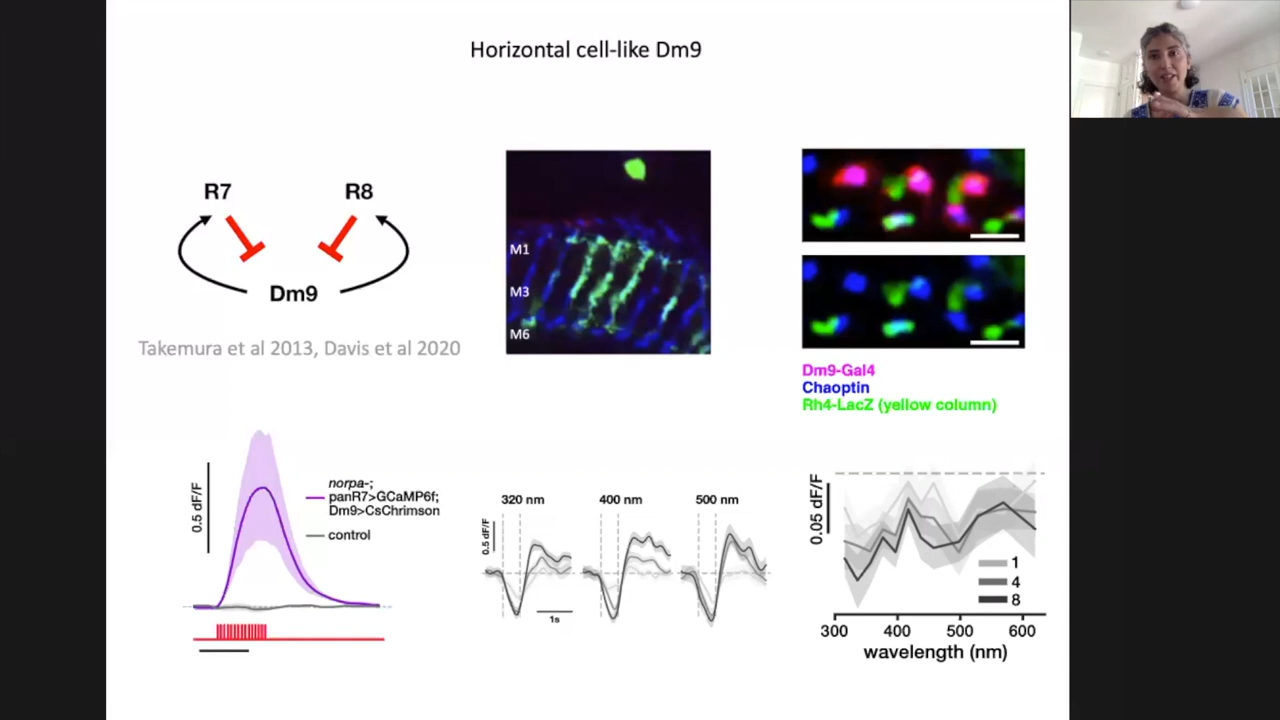 Horizontal cell-like Dm9
R7
R8
Dm9
Takemura et al 2013, Davis et al 2020
M1
M3
M6
Dm9-Gal4
Chaoptin
Rh4-LacZ (yellow column)
0.5 dF/F
norpa-;
panR7>GCaMP6f;
Dm9>CsChrimson
control
320 nm
400 nm
500 nm
0.5 dF/F
1s
0.05 dF/F
1
4
8
300
400
500
600
wavelength (nm)